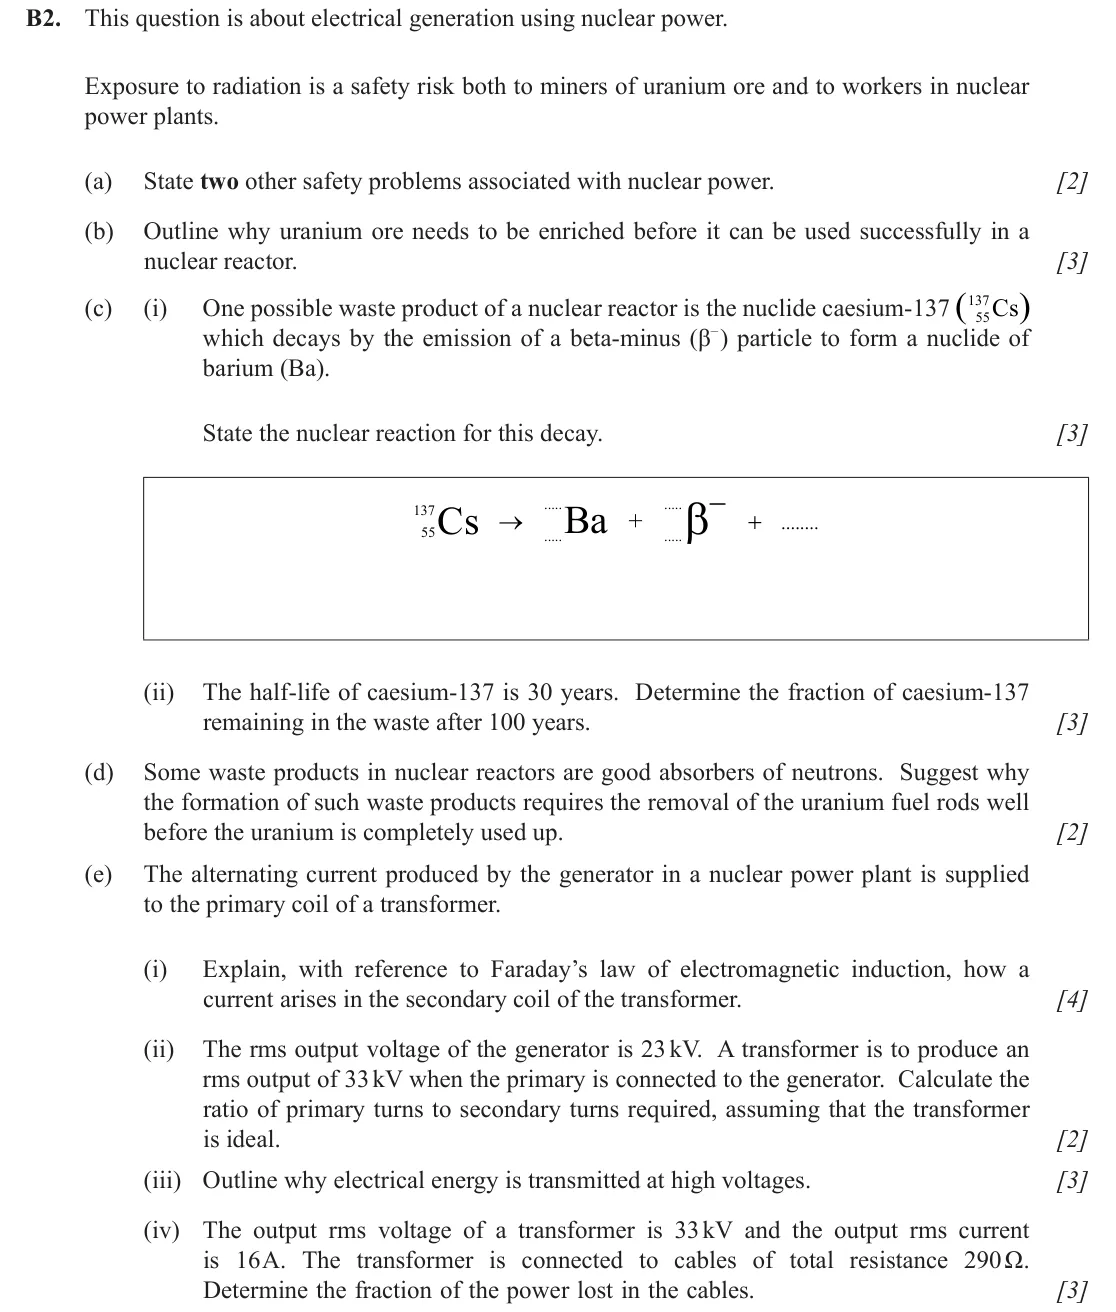 B2. This question is about electrical generation using nuclear power.
Exposure to radiation is a safety risk both to miners of uranium ore and to workers in nuclear
power plants.
(a) State two other safety problems associated with nuclear power. [2]
(b) Outline why uranium ore needs to be enriched before it can be used successfully in a
nuclear reactor. [3]
(c) (i) One possible waste product of a nuclear reactor is the nuclide caesium-137 (¹³⁷₅₅Cs)
which decays by the emission of a beta-minus (β⁻) particle to form a nuclide of
barium (Ba).
State the nuclear reaction for this decay. [3]
¹³⁷₅₅Cs → ..... ..... Ba + ..... ..... β⁻ + ........
(ii) The half-life of caesium-137 is 30 years. Determine the fraction of caesium-137
remaining in the waste after 100 years. [3]
(d) Some waste products in nuclear reactors are good absorbers of neutrons. Suggest why
the formation of such waste products requires the removal of the uranium fuel rods well
before the uranium is completely used up. [2]
(e) The alternating current produced by the generator in a nuclear power plant is supplied
to the primary coil of a transformer.
(i) Explain, with reference to Faraday's law of electromagnetic induction, how a
current arises in the secondary coil of the transformer. [4]
(ii) The rms output voltage of the generator is 23 kV. A transformer is to produce an
rms output of 33 kV when the primary is connected to the generator. Calculate the
ratio of primary turns to secondary turns required, assuming that the transformer
is ideal. [2]
(iii) Outline why electrical energy is transmitted at high voltages. [3]
(iv) The output rms voltage of a transformer is 33 kV and the output rms current
is 16 A. The transformer is connected to cables of total resistance 290 Ω.
Determine the fraction of the power lost in the cables. [3]